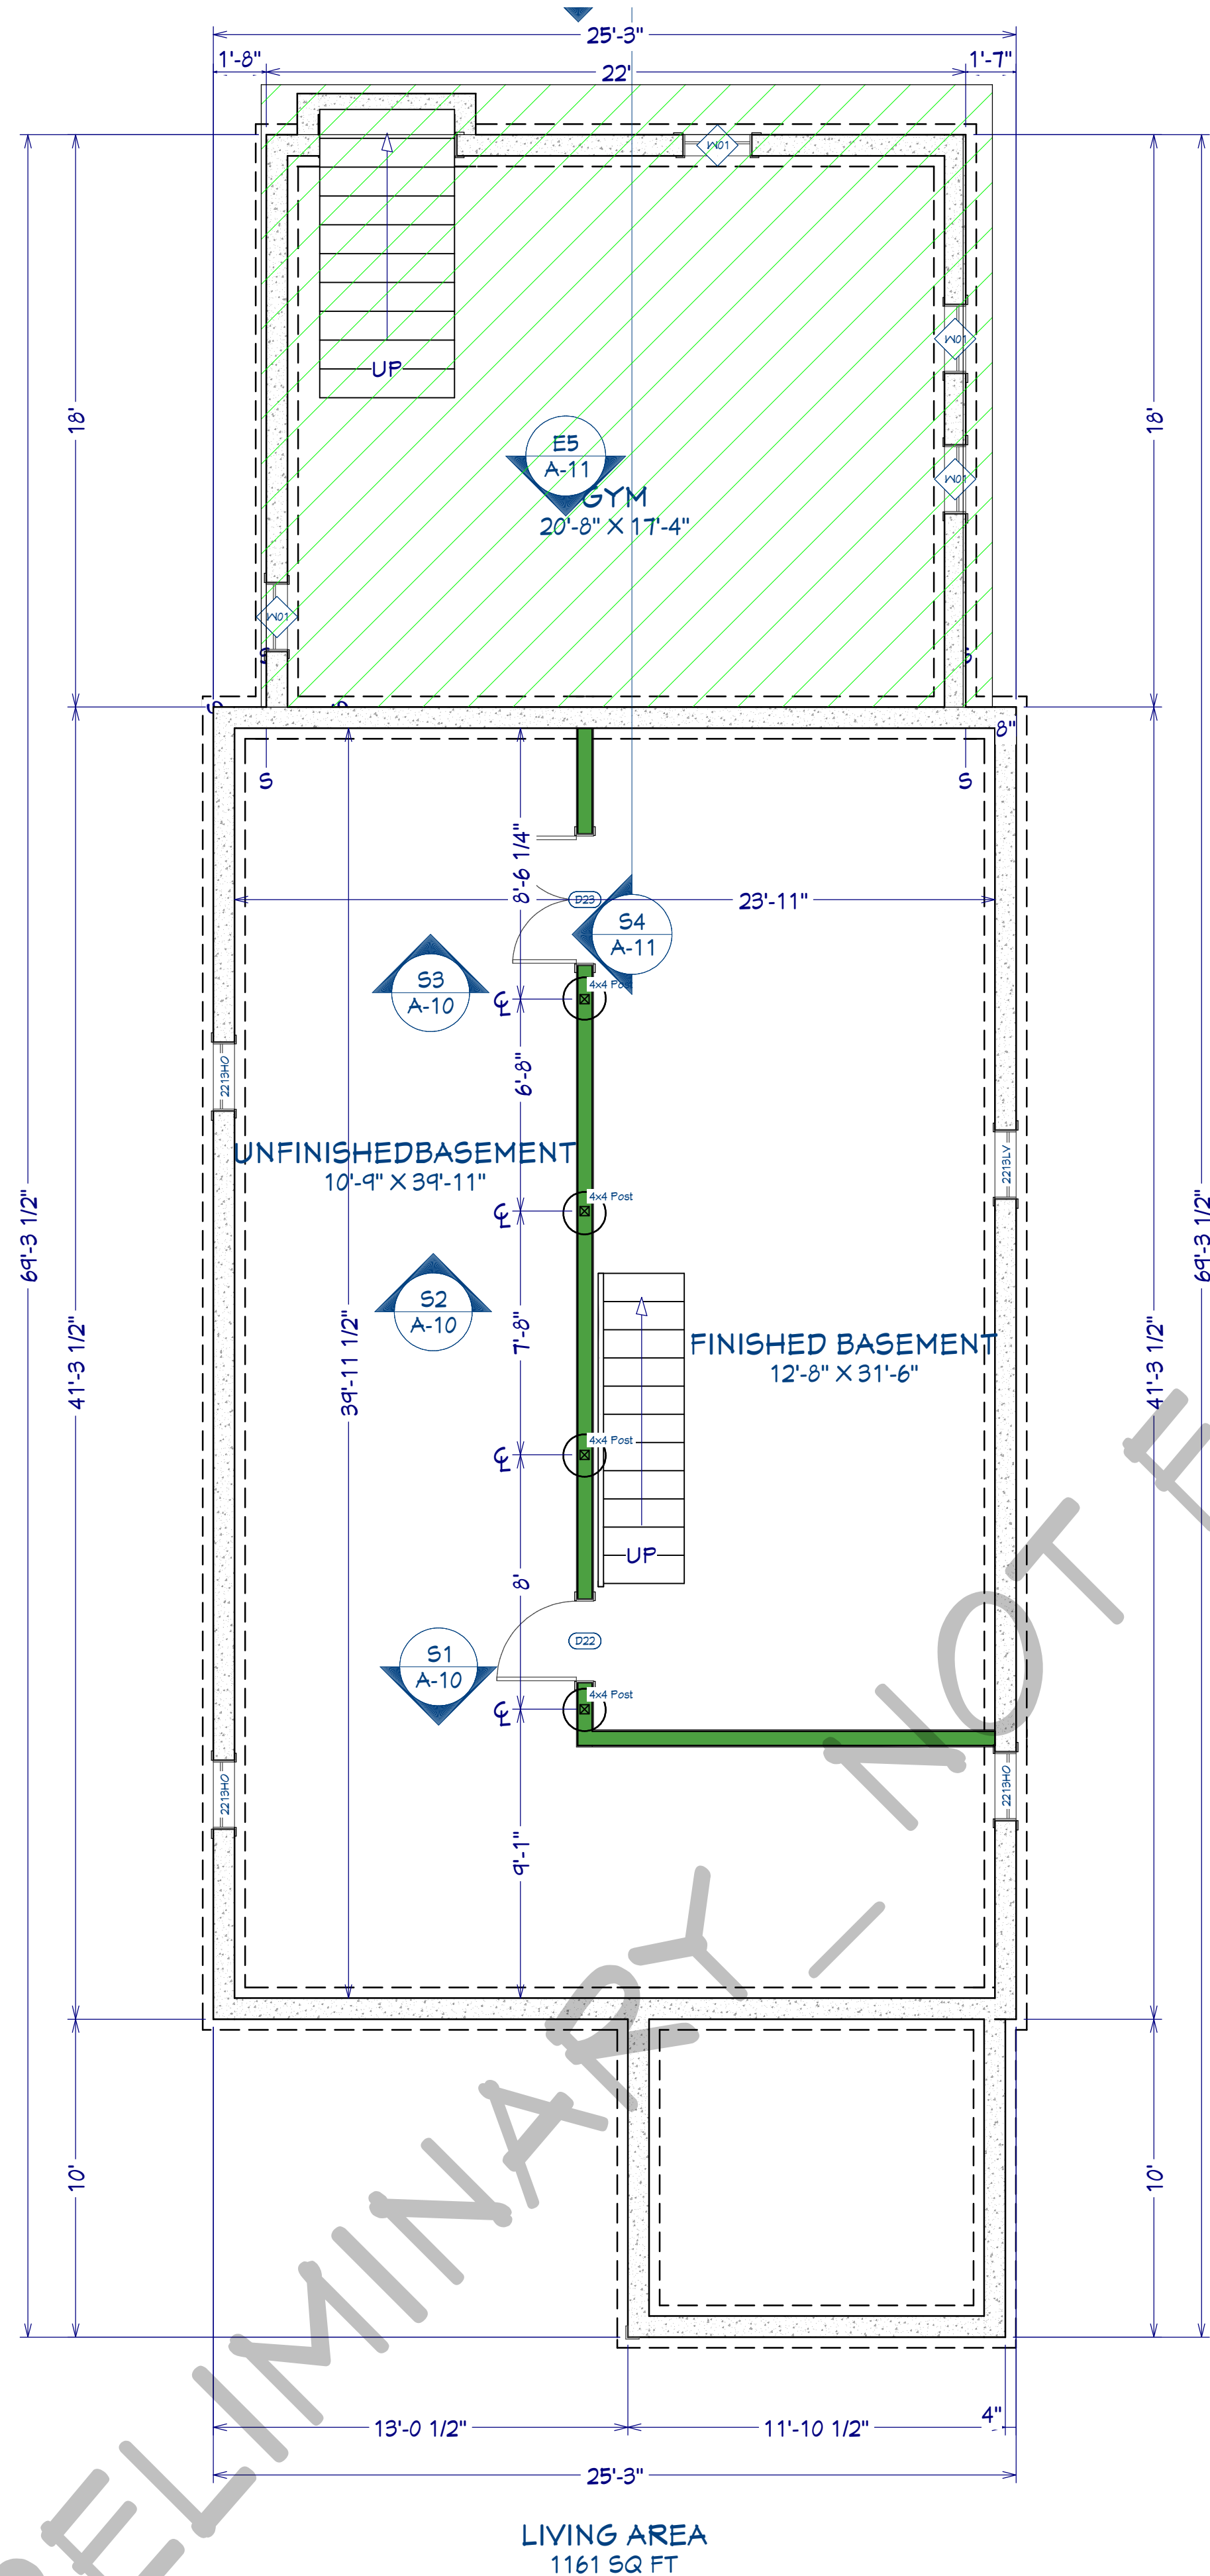 25'-3"
1'-8"
22'
1'-7"
W01
UP
W01
18'
18'
E5
A-11
W01
GYM
20'-8" X 17'-4"
W01
S
S
S
S
8"
S
S
8'-6 1/4"
D23
23'-11"
S4
A-11
S3
A-10
4x4 Post
6'-8"
2213HO
2213LV
UNFINISHEDBASEMENT
10'-9" X 39'-11"
4x4 Post
69'-3 1/2"
69'-3 1/2"
S2
A-10
7'-8"
FINISHED BASEMENT
12'-8" X 31'-6"
41'-3 1/2"
39'-11 1/2"
41'-3 1/2"
4x4 Post
UP
8'
D22
S1
A-10
4x4 Post
2213HO
2213HO
9'-1"
10'
10'
4"
13'-0 1/2"
11'-10 1/2"
25'-3"
LIVING AREA
1161 SQ FT
RELIMINARY _ NOT F